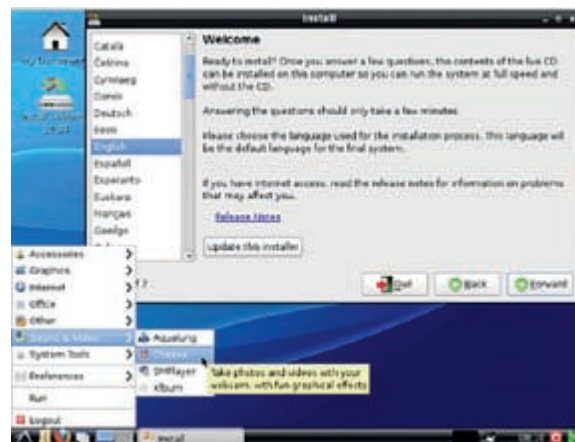 Install
My Documents
Català
Čeština
Cymraeg
Dansk
Deutsch
Eesti
English
Español
Esperanto
Euskara
Français
Gaeilge
Welcome
Ready to install? Once you answer a few questions, the contents of the live CD
can be installed on this computer so you can run the system at full speed and
without the CD.
Answering the questions should only take a few minutes.
Please choose the language used for the installation process. This language will
be the default language for the final system.
If you have internet access, read the release notes for information on problems
that may affect you.
Release Notes
Update this installer
Quit
Back
Forward
Accessories
Graphics
Internet
Office
Other
Sound & Video
System Tools
Preferences
Run
Logout
Aqualung
Cheese
Album
Take photos and videos with your
webcam, with fun graphical effects
Install